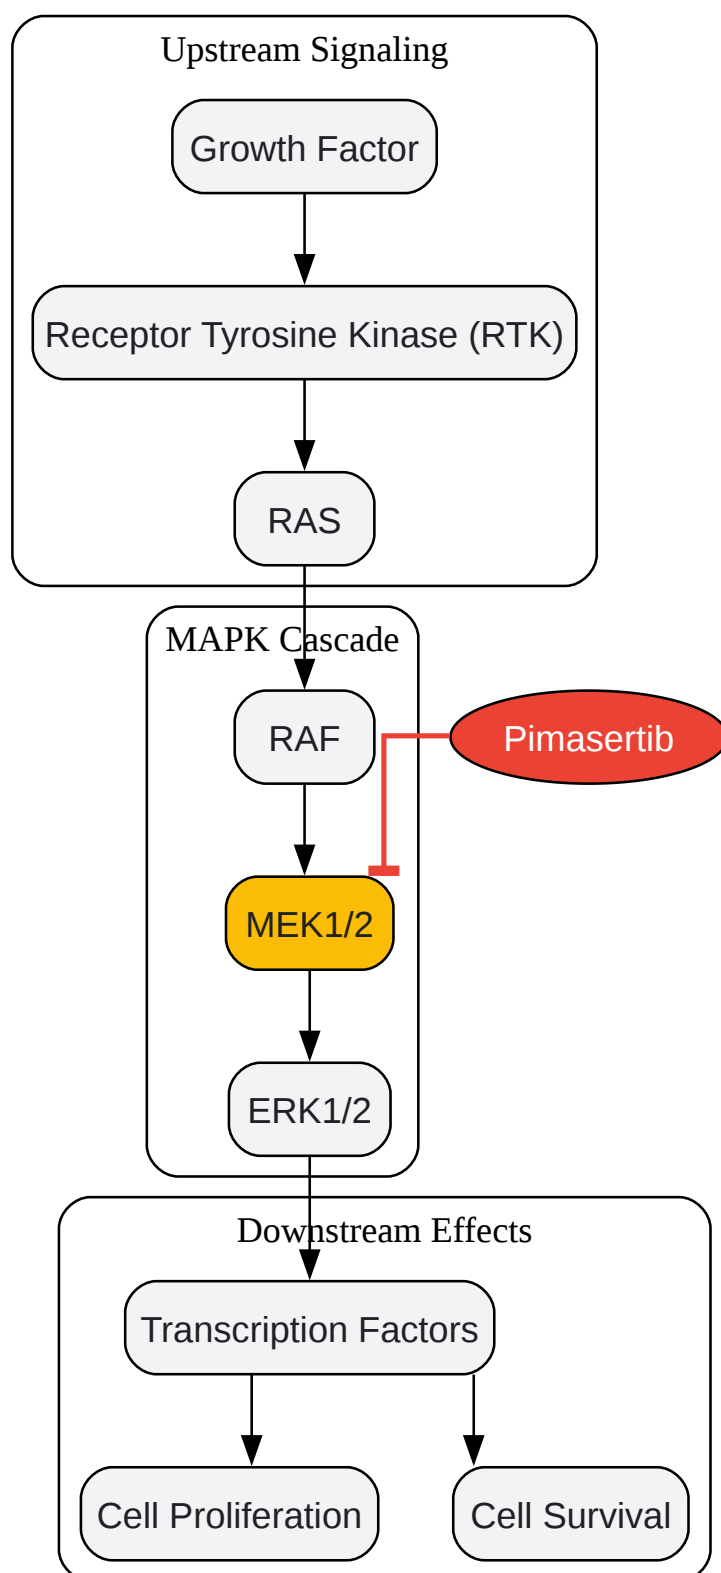 Upstream Signaling
Growth Factor
Receptor Tyrosine Kinase (RTK)
RAS
MAPK Cascade
RAF
Pimasertib
MEK1/2
ERK1/2
Downstream Effects
Transcription Factors
Cell Proliferation
Cell Survival